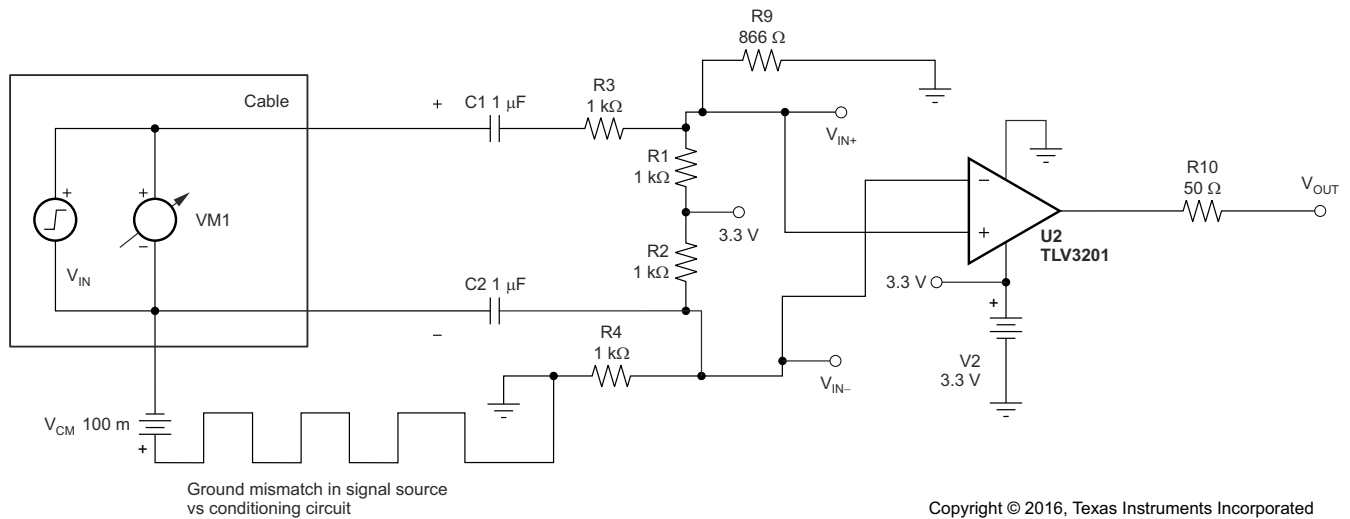 R9
866 Ω
Cable
+
C1 1 μF
R3
1 kΩ
VIN+
R1
1 kΩ
3.3 V
R2
1 kΩ
+
VIN
+
−
VM1
C2 1 μF
−
R4
1 kΩ
VIN−
−
+
U2
TLV3201
R10
50 Ω
VOUT
3.3 V
+
V2
3.3 V
VCM 100 m
+
Ground mismatch in signal source
vs conditioning circuit
Copyright © 2016, Texas Instruments Incorporated